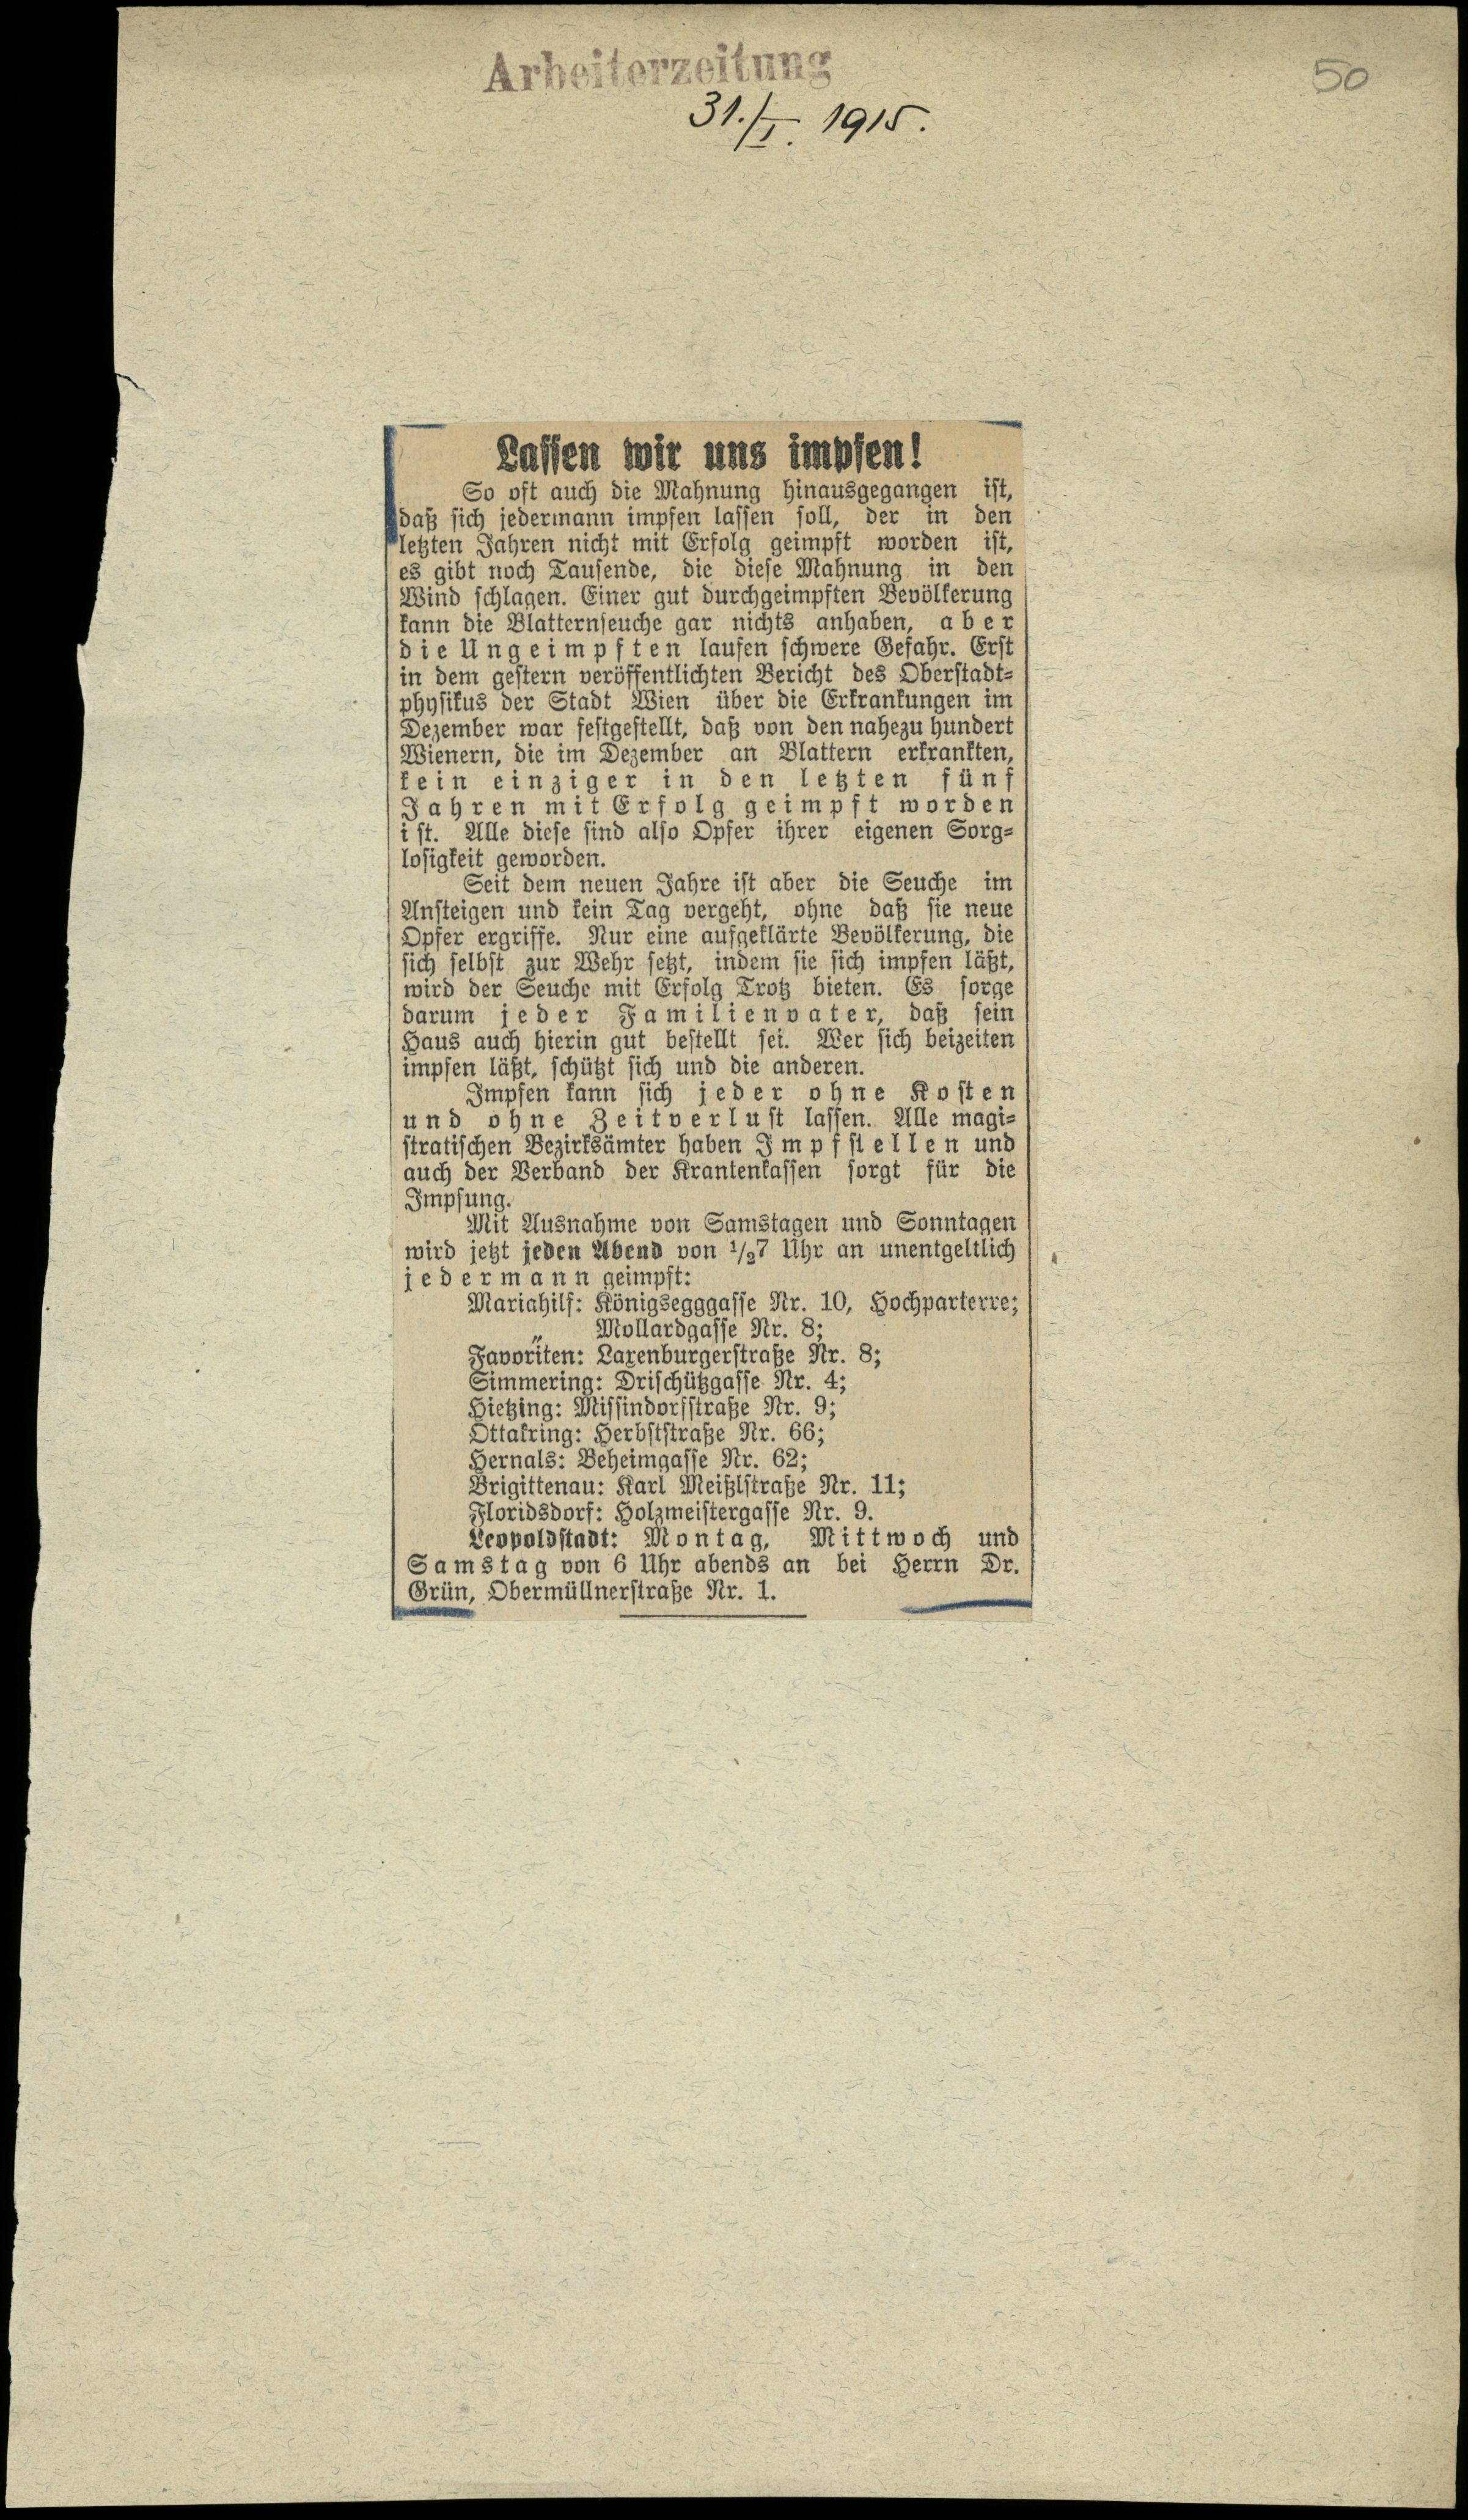 Arbeiterzeitung
50
31./I. 1915.
Lassen wir uns impfen!
So oft auch die Mahnung hinausgegangen ist,
daß sich jedermann impfen lassen soll, der in den
letzten Jahren nicht mit Erfolg geimpft worden ist,
es gibt noch Tausende, die diese Mahnung in den
Wind schlagen. Einer gut durchgeimpften Bevölkerung
kann die Blatternseuche gar nichts anhaben, aber
die Ungeimpften laufen schwere Gefahr. Erst
in dem gestern veröffentlichten Bericht des Oberstadt-
physikus der Stadt Wien über die Erkrankungen im
Dezember war festgestellt, daß von den nahezu hundert
Wienern, die im Dezember an Blattern erkrankten,
kein einziger in den letzten fünf
Jahren mit Erfolg geimpft worden
ist. Alle diese sind also Opfer ihrer eigenen Sorg-
losigkeit geworden.
Seit dem neuen Jahre ist aber die Seuche im
Ansteigen und kein Tag vergeht, ohne daß sie neue
Opfer ergriffe. Nur eine aufgeklärte Bevölkerung, die
sich selbst zur Wehr setzt, indem sie sich impfen läßt,
wird der Seuche mit Erfolg Trotz bieten. Es sorge
darum jeder Familienvater, daß sein
Haus auch hierin gut bestellt sei. Wer sich beizeiten
impfen läßt, schützt sich und die anderen.
Impfen kann sich jeder ohne Kosten
und ohne Zeitverlust lassen. Alle magi-
stratischen Bezirksämter haben Impfstellen und
auch der Verband der Krankenkassen sorgt für die
Impfung.
Mit Ausnahme von Samstagen und Sonntagen
wird jetzt jeden Abend von 1/27 Uhr an unentgeltlich
jedermann geimpft:
Mariahilf: Königsegggasse Nr. 10, Hochparterre;
" Mollardgasse Nr. 8;
Favoriten: Laxenburgerstraße Nr. 8;
Simmering: Drischützgasse Nr. 4;
Hietzing: Missindorfstraße Nr. 9;
Ottakring: Herbststraße Nr. 66;
Hernals: Beheimgasse Nr. 62;
Brigittenau: Karl Meißlstraße Nr. 11;
Floridsdorf: Holzmeistergasse Nr. 9.
Leopoldstadt: Montag, Mittwoch und
Samstag von 6 Uhr abends an bei Herrn Dr.
Grün, Obermüllnerstraße Nr. 1.